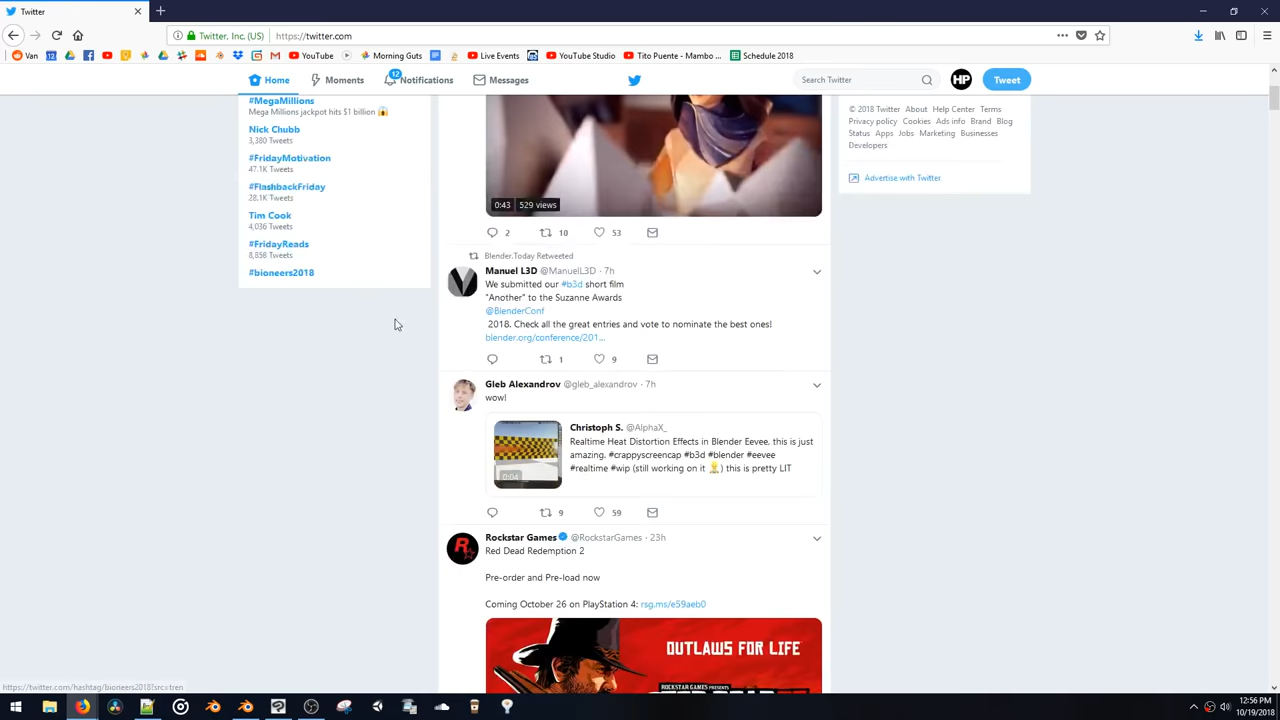 Twitter
Twitter, Inc. (US)
https://twitter.com
Van
YouTube
Morning Guts
Live Events
YouTube Studio
Tito Puente - Mambo ...
Schedule 2018
Home
Moments
12
Notifications
Messages
Search Twitter
HP
Tweet
#MegaMillions
Mega Millions jackpot hits $1 billion 😱
Nick Chubb
3,380 Tweets
#FridayMotivation
47.1K Tweets
#FlashbackFriday
28.1K Tweets
Tim Cook
4,036 Tweets
#FridayReads
8,858 Tweets
#bioneers2018
0:43 529 views
2 10 53
Blender.Today Retweeted
Manuel L3D @ManuelL3D · 7h
We submitted our #b3d short film
"Another" to the Suzanne Awards
@BlenderConf
2018. Check all the great entries and vote to nominate the best ones!
blender.org/conference/201...
1 9
Gleb Alexandrov @gleb_alexandrov · 7h
wow!
Christoph S. @AlphaX_
Realtime Heat Distortion Effects in Blender Eevee, this is just
amazing. #crappyscreencap #b3d #blender #eevee
#realtime #wip (still working on it ) this is pretty LIT
0:04
9 59
Rockstar Games @RockstarGames · 23h
Red Dead Redemption 2
Pre-order and Pre-load now
Coming October 26 on PlayStation 4: rsg.ms/e59aeb0
OUTLAWS FOR LIFE
ROCKSTAR GAMES PRESENTS
© 2018 Twitter About Help Center Terms
Privacy policy Cookies Ads info Brand Blog
Status Apps Jobs Marketing Businesses
Developers
Advertise with Twitter
https://twitter.com/hashtag/bioneers2018?src=tren
12:56 PM
10/19/2018